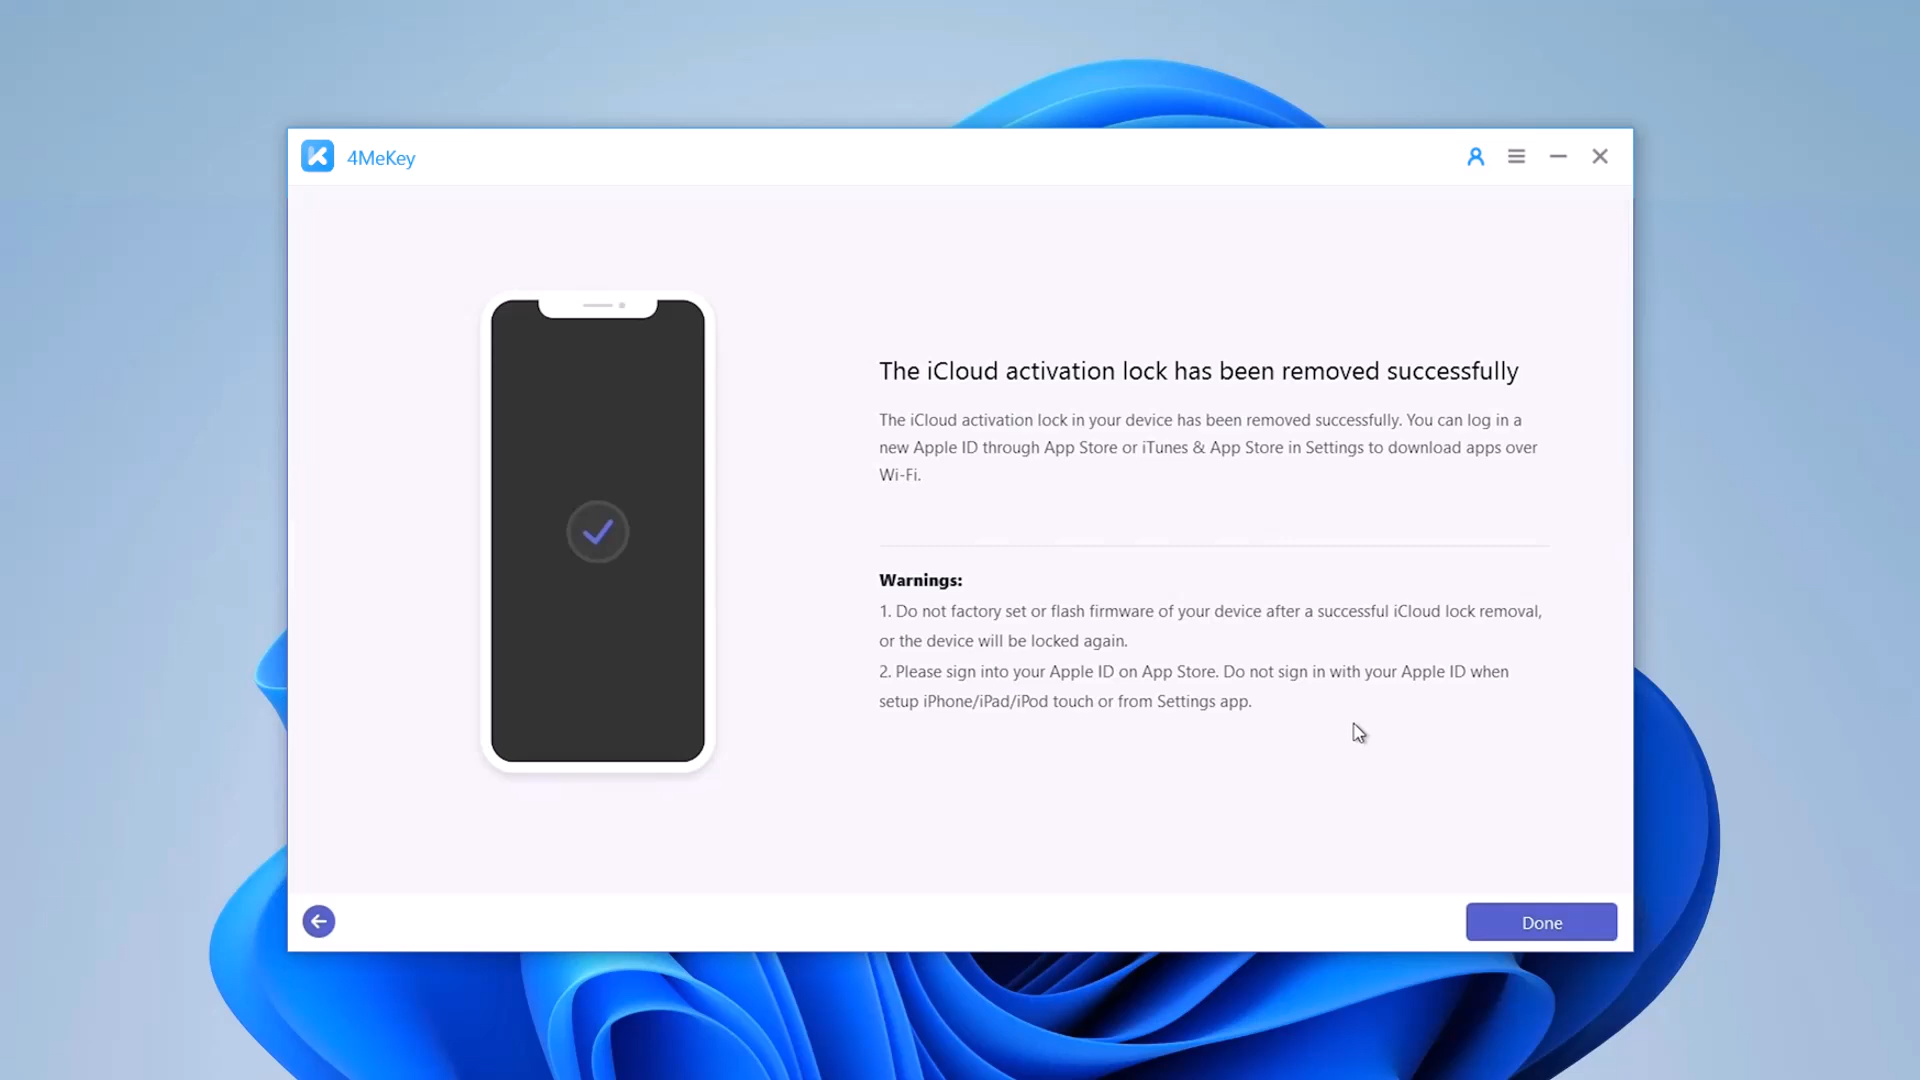 4MeKey
The iCloud activation lock has been removed successfully
The iCloud activation lock in your device has been removed successfully. You can log in a
new Apple ID through App Store or iTunes & App Store in Settings to download apps over
Wi-Fi.
Warnings:
1. Do not factory set or flash firmware of your device after a successful iCloud lock removal,
or the device will be locked again.
2. Please sign into your Apple ID on App Store. Do not sign in with your Apple ID when
setup iPhone/iPad/iPod touch or from Settings app.
Done